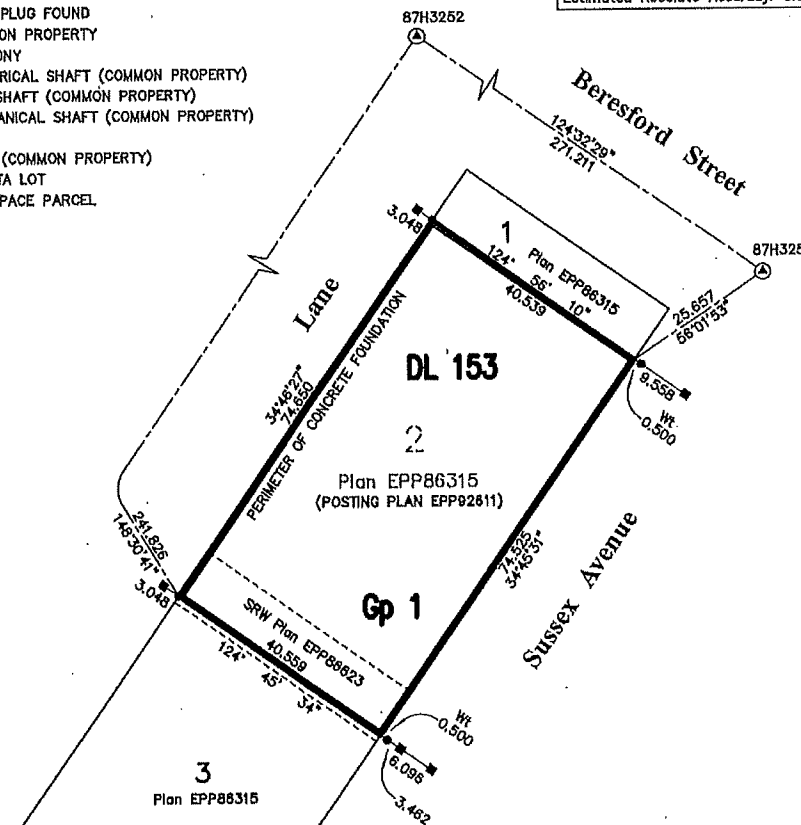 PLUG FOUND
ON PROPERTY
ONY
RICAL SHAFT (COMMON PROPERTY)
SHAFT (COMMON PROPERTY)
ANICAL SHAFT (COMMON PROPERTY)
(COMMON PROPERTY)
TA LOT
PACE PARCEL
87H3252
Beresford Street
124°32'29"
271.211
87H325
3.048
1
Plan EPP86315
124° 56' 10"
40.539
25.657
56°01'53"
Lane
34°46'27"
74.650
PERIMETER OF CONCRETE FOUNDATION
DL 153
9.558
Wt
0.500
2
Plan EPP86315
(POSTING PLAN EPP92611)
74.525
34°45'31"
Sussex Avenue
241.826
148°30'41"
3.048
SRW Plan EPP86623
40.559
124° 45' 34"
Gp 1
Wt
0.500
6.096
3.462
3
Plan EPP86315